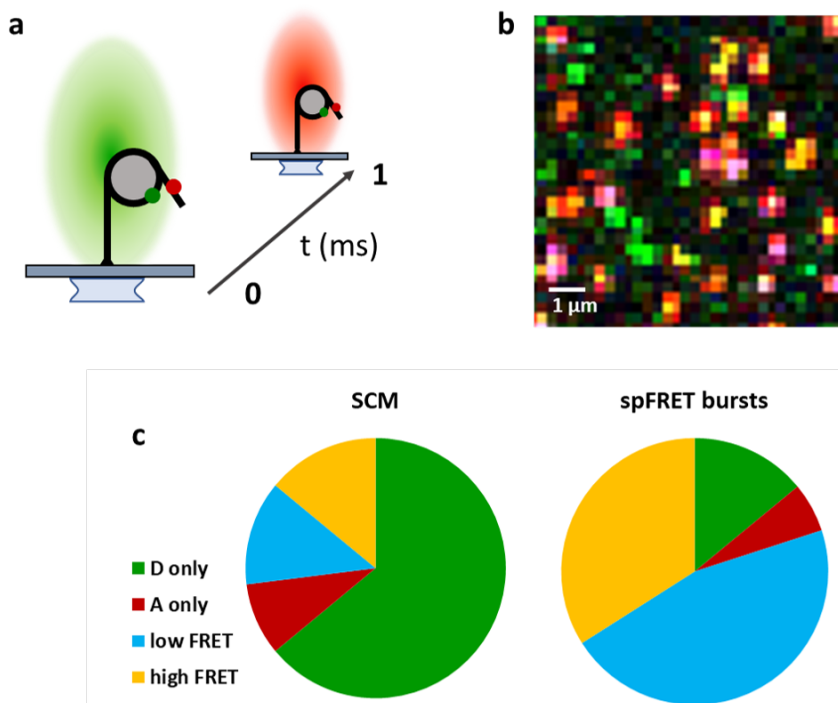 a
b
1
t (ms)
0
1 μm
SCM
spFRET bursts
c
D only
A only
low FRET
high FRET